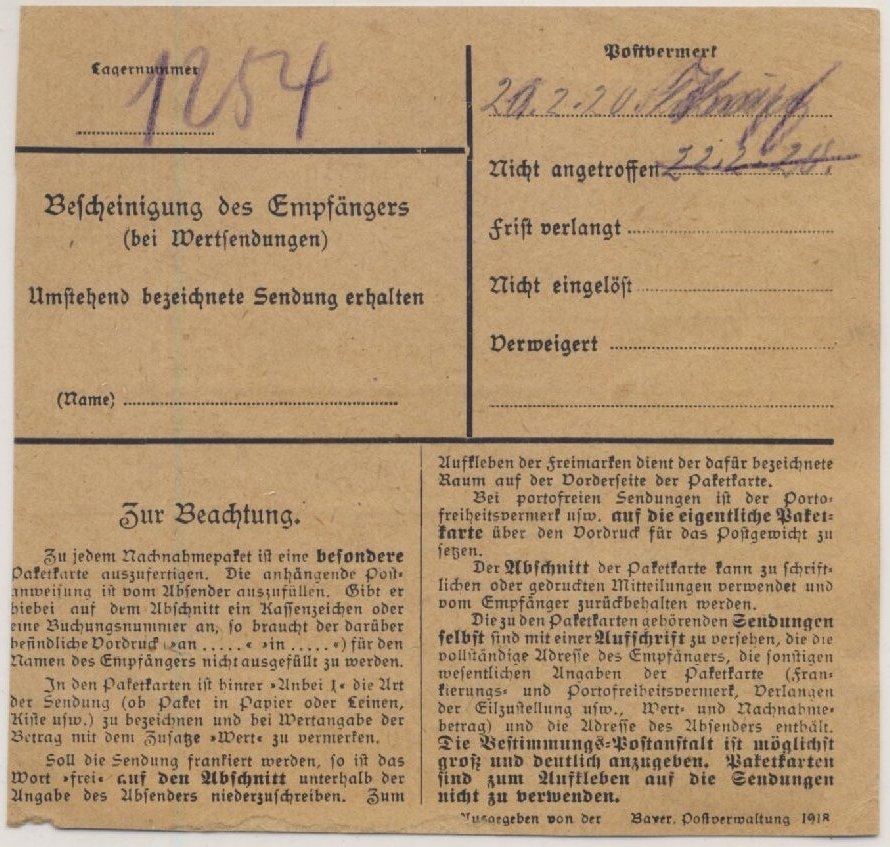 Lagernummer
1254
Bescheinigung des Empfängers
(bei Wertsendungen)
Umstehend bezeichnete Sendung erhalten
(Name)
Postvermerk
20.2.20.
Nicht angetroffen 22.2.20.
Frist verlangt
Nicht eingelöst
Verweigert
Zur Beachtung.
Zu jedem Nachnahmepaket ist eine besondere
Paketkarte auszufertigen. Die anhängende Post-
anweisung ist vom Absender auszufüllen. Gibt er
hiebei auf dem Abschnitt ein Kassenzeichen oder
eine Buchungsnummer an, so braucht der darüber
befindliche Vordruck (»an ..... « »in ..... «) für den
Namen des Empfängers nicht ausgefüllt zu werden.
In den Paketkarten ist hinter »Anbei 1« die Art
der Sendung (ob Paket in Papier oder Leinen,
Kiste usw.) zu bezeichnen und bei Wertangabe der
Betrag mit dem Zusatze »Wert« zu vermerken.
Soll die Sendung frankiert werden, so ist das
Wort »frei« auf den Abschnitt unterhalb der
Angabe des Absenders niederzuschreiben. Zum
Aufkleben der Freimarken dient der dafür bezeichnete
Raum auf der Vorderseite der Paketkarte.
Bei portofreien Sendungen ist der Porto-
freiheitsvermerk usw. auf die eigentliche Paket-
karte über den Vordruck für das Postgewicht zu
setzen.
Der Abschnitt der Paketkarte kann zu schrift-
lichen oder gedruckten Mitteilungen verwendet und
vom Empfänger zurückbehalten werden.
Die zu den Paketkarten gehörenden Sendungen
selbst sind mit einer Aufschrift zu versehen, die die
vollständige Adresse des Empfängers, die sonstigen
wesentlichen Angaben der Paketkarte (Fran-
kierungs- und Portofreiheitsvermerk, Verlangen
der Eilzustellung usw., Wert- und Nachnahme-
betrag) und die Adresse des Absenders enthält.
Die Bestimmungs-Postanstalt ist möglichst
groß und deutlich anzugeben. Paketkarten
sind zum Aufkleben auf die Sendungen
nicht zu verwenden.
Ausgegeben von der Bayer. Postverwaltung 1918